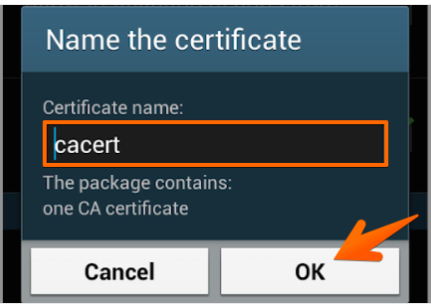 Name the certificate
Certificate name:
cacert
The package contains:
one CA certificate
Cancel OK